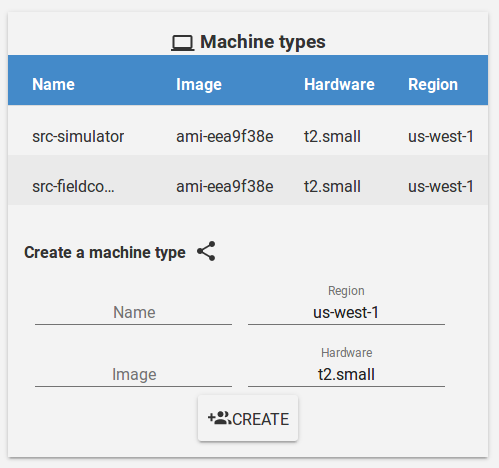 Machine types
Name Image Hardware Region
src-simulator ami-eea9f38e t2.small us-west-1
src-fieldco... ami-eea9f38e t2.small us-west-1
Create a machine type
Region
Name us-west-1
Hardware
Image t2.small
CREATE